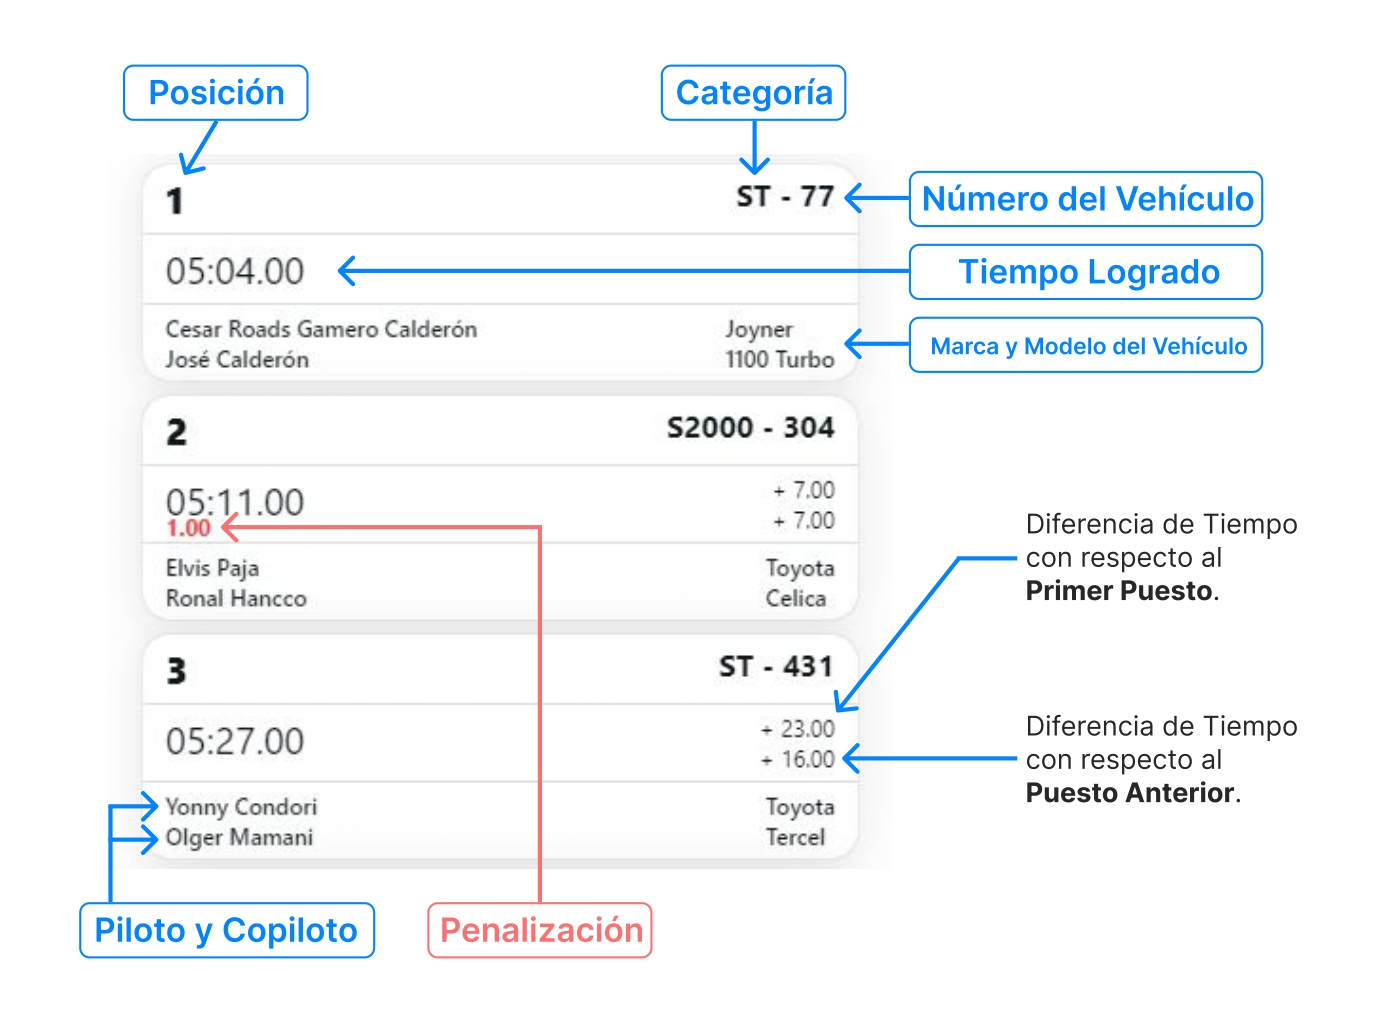 Posición
Categoría
1
ST - 77
Número del Vehículo
05:04.00
Tiempo Logrado
Cesar Roads Gamero Calderón
José Calderón
Joyner
1100 Turbo
Marca y Modelo del Vehículo
2
S2000 - 304
05:11.00
1.00
+ 7.00
+ 7.00
Elvis Paja
Ronal Hancco
Toyota
Celica
Diferencia de Tiempo
con respecto al
Primer Puesto.
3
ST - 431
05:27.00
+ 23.00
+ 16.00
Diferencia de Tiempo
con respecto al
Puesto Anterior.
Yonny Condori
Olger Mamani
Toyota
Tercel
Piloto y Copiloto
Penalización